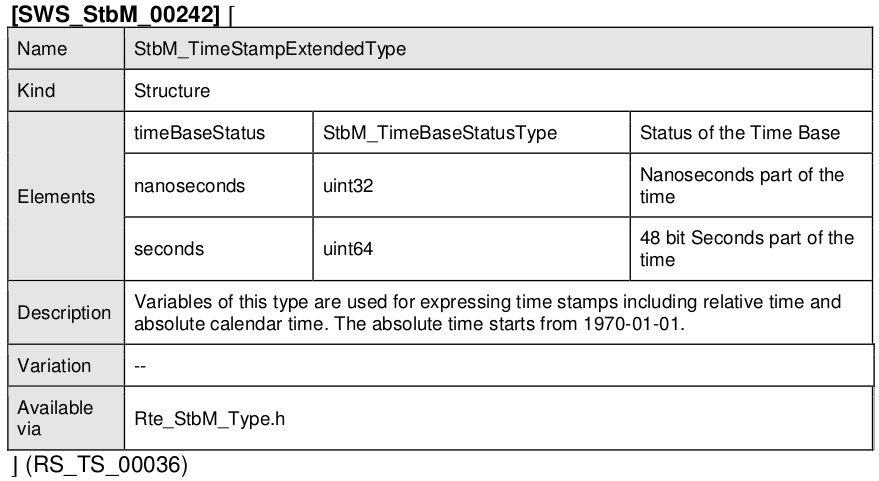 [SWS_StbM_00242] ⌈
Name StbM_TimeStampExtendedType
Kind Structure
Elements
timeBaseStatus StbM_TimeBaseStatusType Status of the Time Base
nanoseconds uint32 Nanoseconds part of the
time
seconds uint64 48 bit Seconds part of the
time
Description Variables of this type are used for expressing time stamps including relative time and
absolute calendar time. The absolute time starts from 1970-01-01.
Variation --
Available
via
Rte_StbM_Type.h
⌋ (RS_TS_00036)